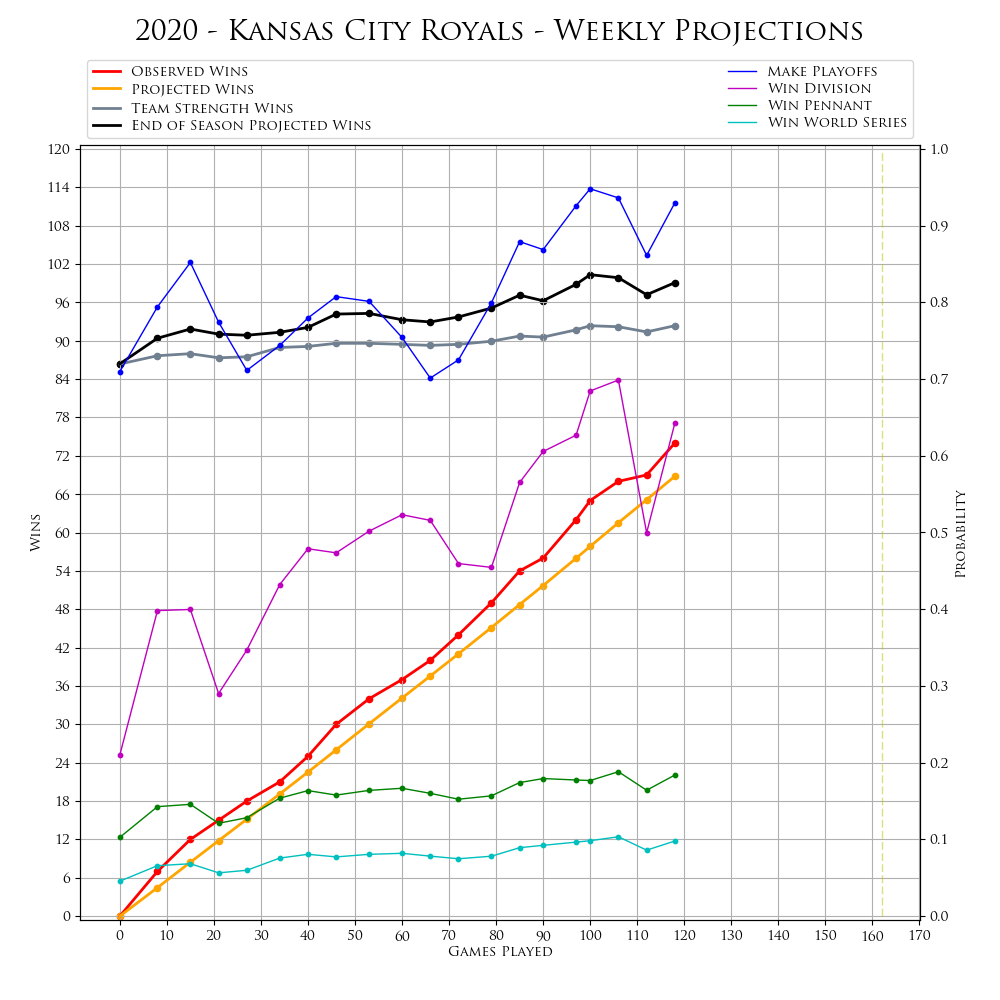 2020 - Kansas City Royals - Weekly Projections
Observed Wins
Projected Wins
Team Strength Wins
End of Season Projected Wins
Make Playoffs
Win Division
Win Pennant
Win World Series
120
114
108
102
96
90
84
78
72
66
60
54
48
42
36
30
24
18
12
6
0
Wins
1.0
0.9
0.8
0.7
0.6
0.5
0.4
0.3
0.2
0.1
0.0
Probability
0 10 20 30 40 50 60 70 80 90 100 110 120 130 140 150 160 170
Games Played